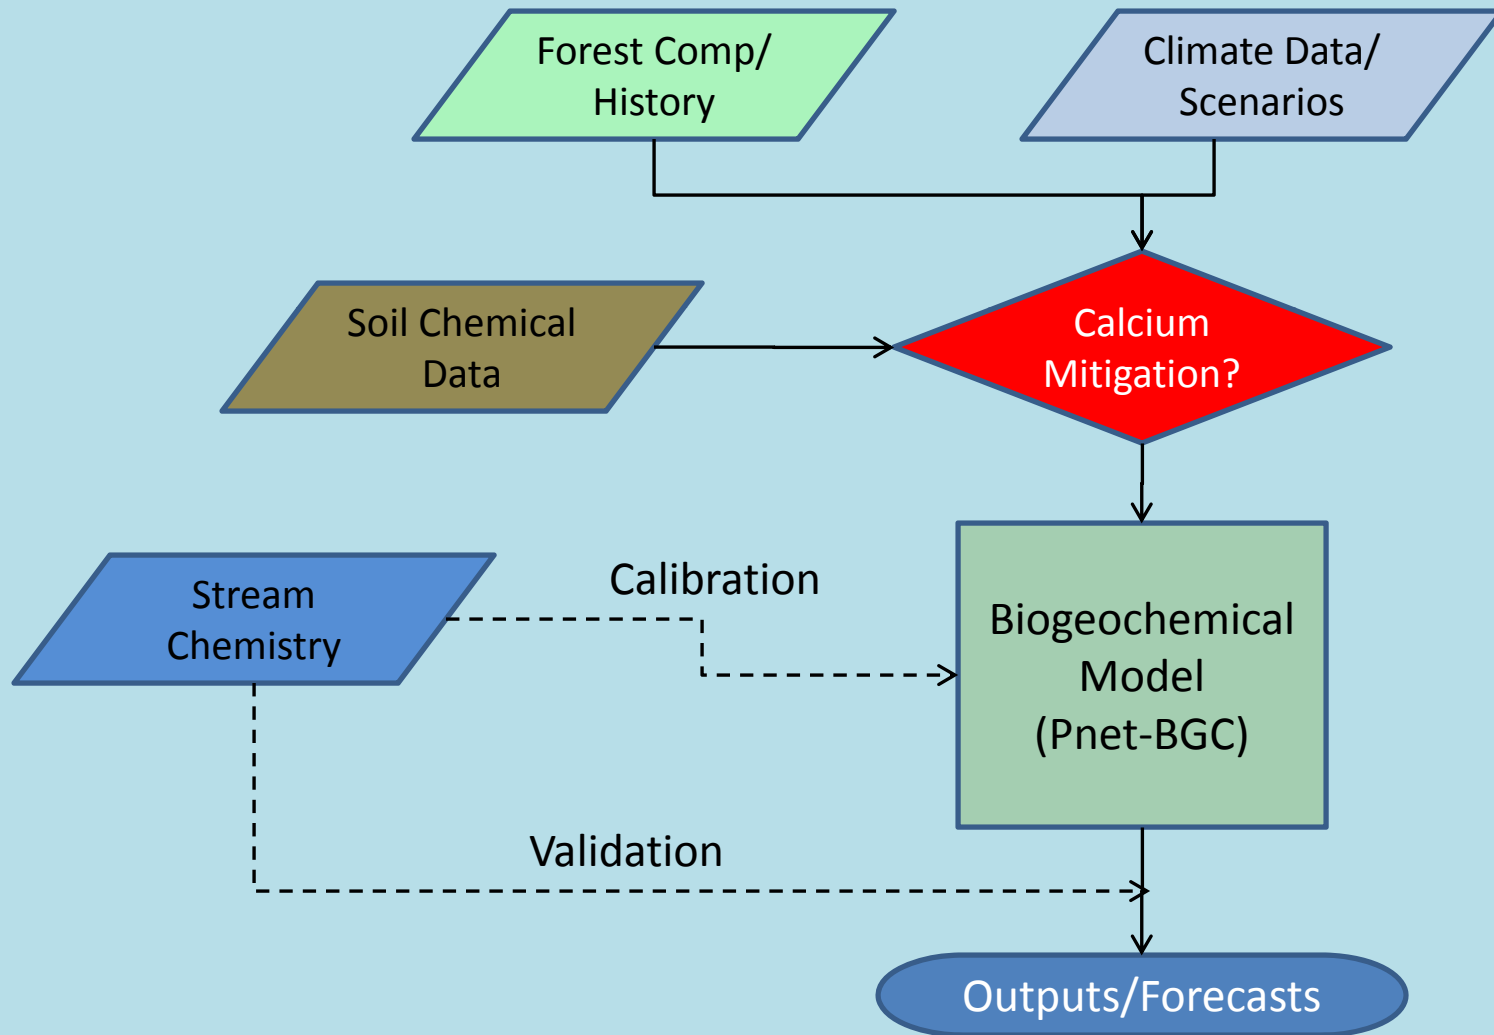 Forest Comp/
History
Climate Data/
Scenarios
Soil Chemical
Data
Calcium
Mitigation?
Stream
Chemistry
Calibration
Biogeochemical
Model
(Pnet-BGC)
Validation
Outputs/Forecasts